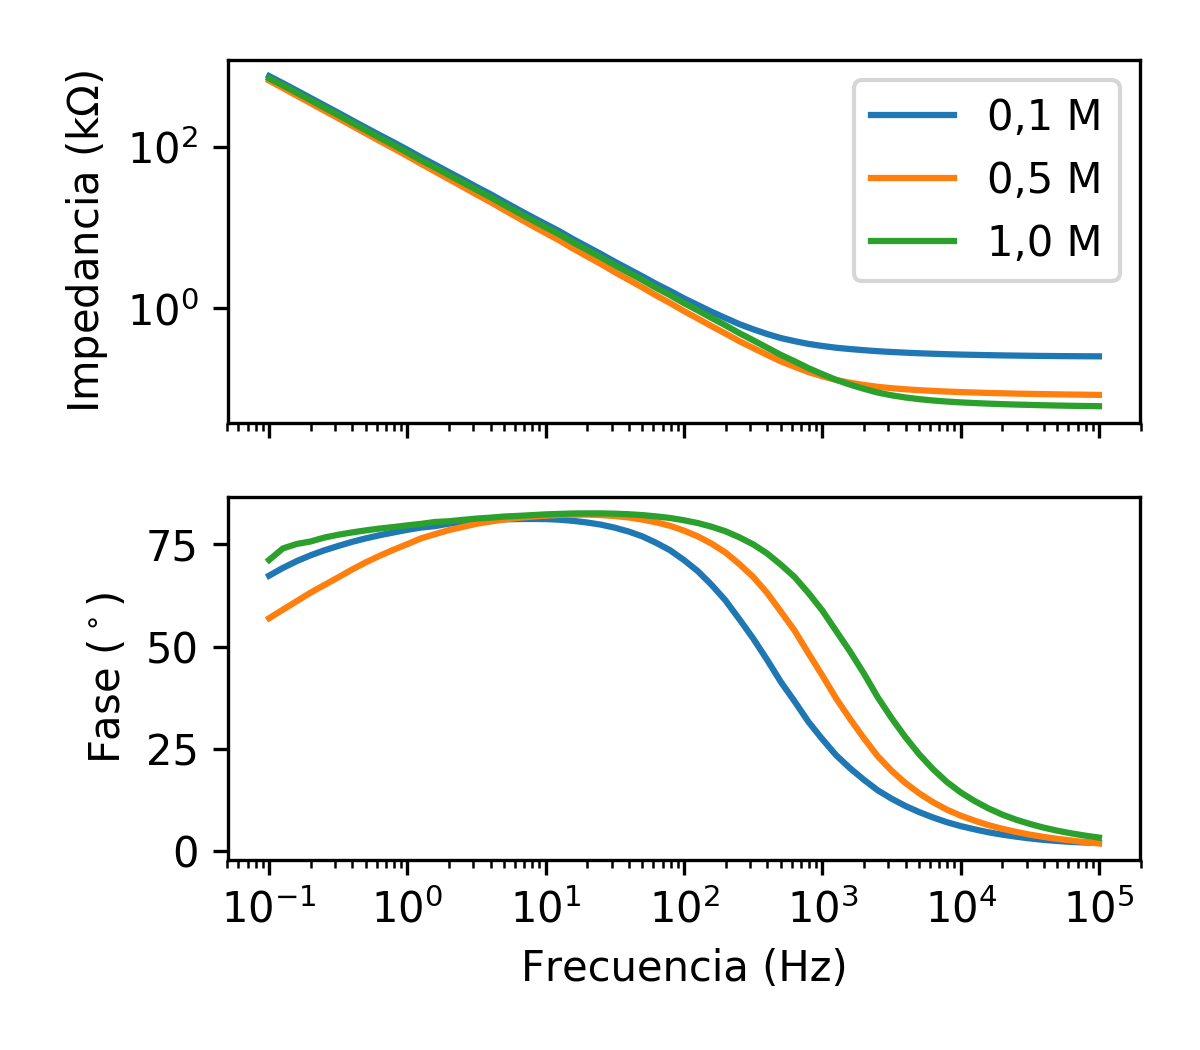 Impedancia (kΩ)
10²
10⁰
0,1 M
0,5 M
1,0 M
Fase (°)
75
50
25
0
10⁻¹ 10⁰ 10¹ 10² 10³ 10⁴ 10⁵
Frecuencia (Hz)